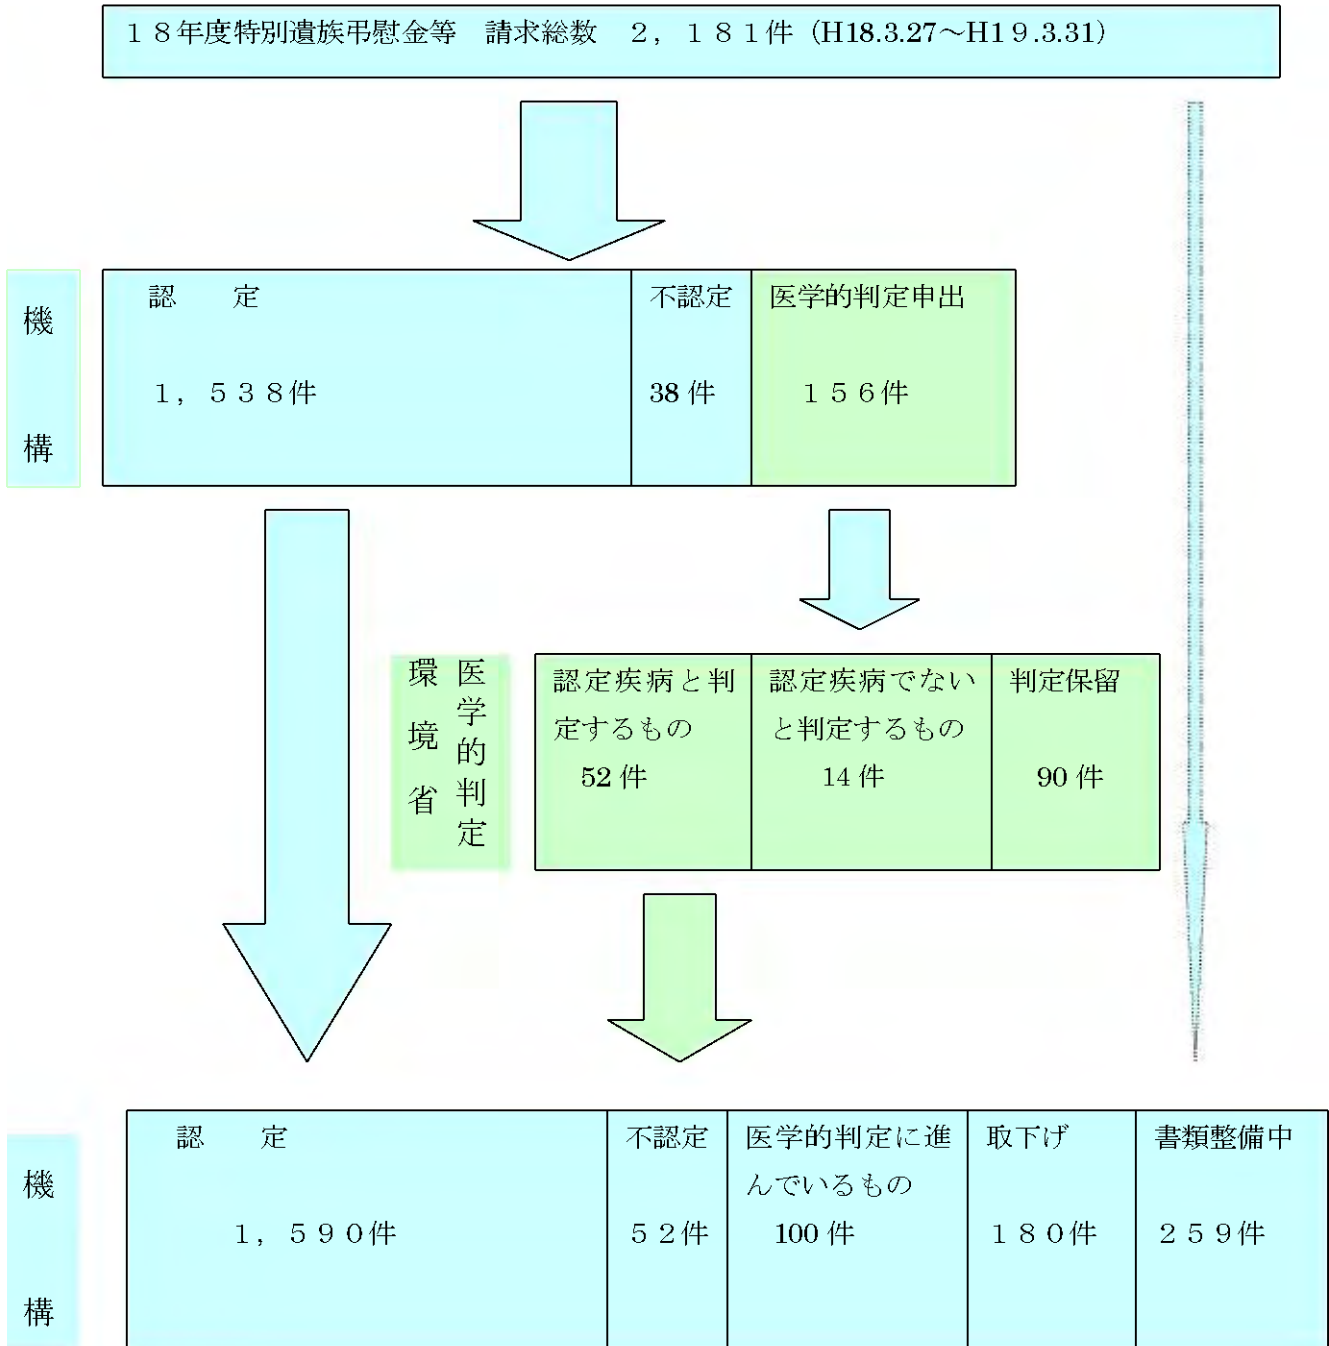 １８年度特別遺族弔慰金等　請求総数　２，１８１件（H18.3.27～H１９.3.31）
機構
認　　定
不認定
医学的判定申出
１，５３８件
38 件
１５６件
環境省
医学的判定
認定疾病と判
定するもの
52 件
認定疾病でない
と判定するもの
14 件
判定保留
90 件
機構
認　　定
不認定
医学的判定に進
んでいるもの
取下げ
書類整備中
１，５９０件
５２件
100 件
１８０件
２５９件